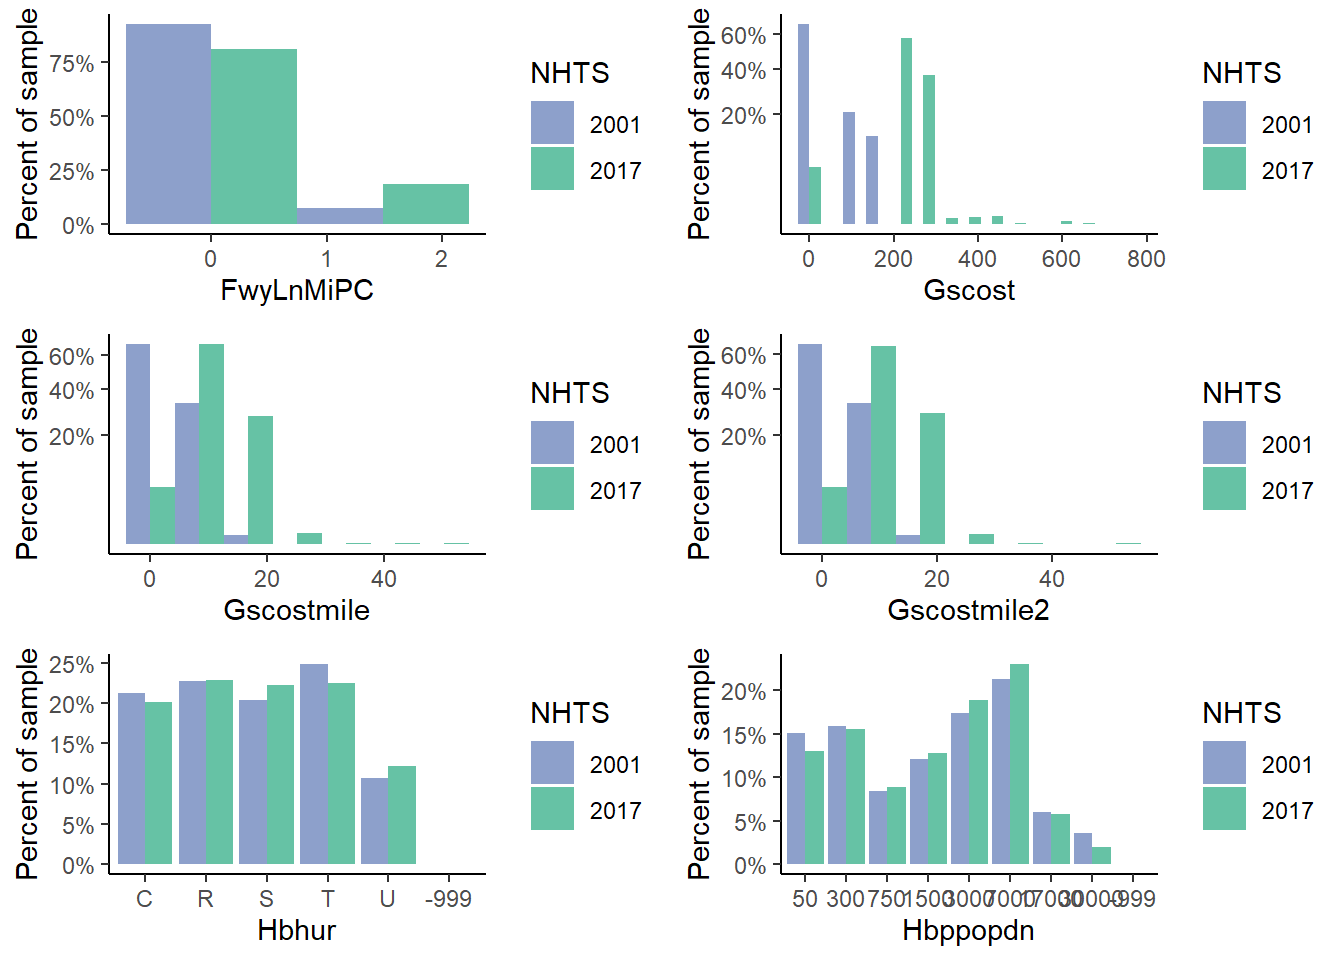 Percent of sample
75%
50%
25%
0%
0 1 2
FwyLnMiPC
NHTS
2001
2017
Percent of sample
60%
40%
20%
0 200 400 600 800
Gscost
NHTS
2001
2017
Percent of sample
60%
40%
20%
0 20 40
Gscostmile
NHTS
2001
2017
Percent of sample
60%
40%
20%
0 20 40
Gscostmile2
NHTS
2001
2017
Percent of sample
25%
20%
15%
10%
5%
0%
C R S T U -999
Hbhur
NHTS
2001
2017
Percent of sample
20%
15%
10%
5%
0%
50 300 750 1500 3000 7000 17000 30000 -999
Hbppopdn
NHTS
2001
2017